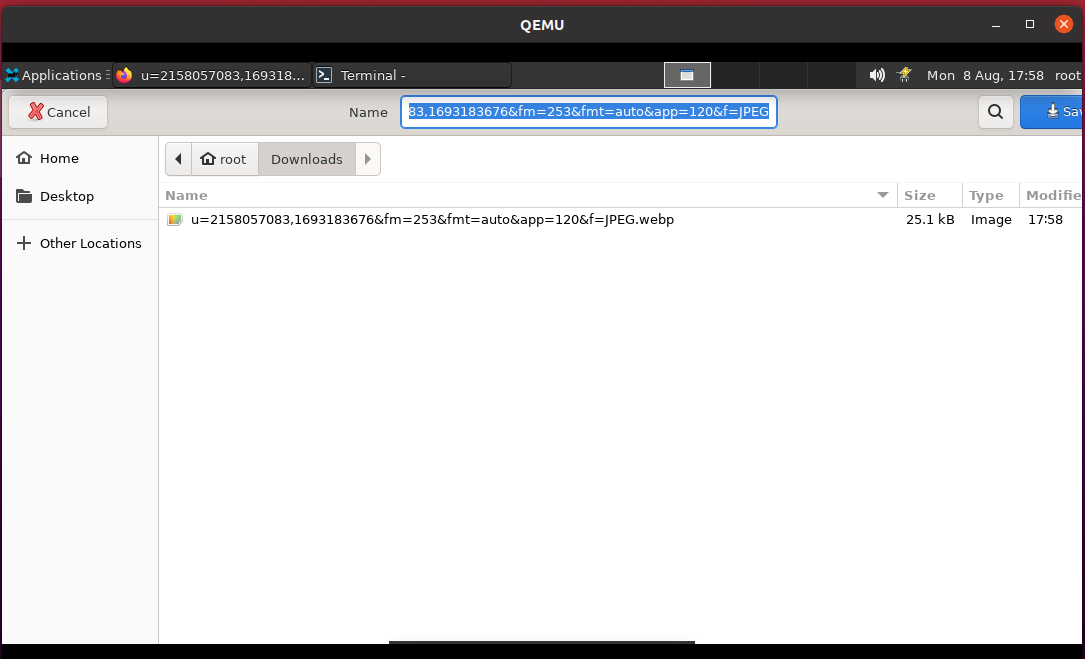 QEMU
Applications u=2158057083,169318... Terminal - Mon 8 Aug, 17:58 root
Cancel Name 83,1693183676&fm=253&fmt=auto&app=120&f=JPEG Sav
Home root Downloads
Desktop Name Size Type Modifie
u=2158057083,1693183676&fm=253&fmt=auto&app=120&f=JPEG.webp 25.1 kB Image 17:58
Other Locations